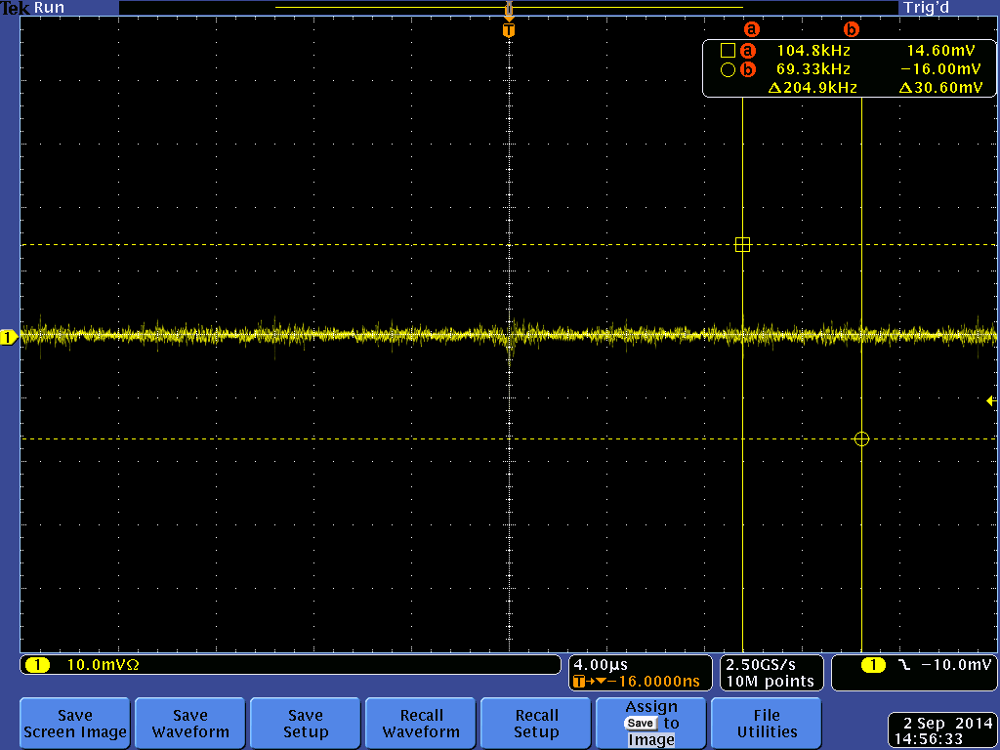 Tek Run Trig'd
T
a b
a 104.8kHz 14.60mV
b 69.33kHz −16.00mV
Δ204.9kHz Δ30.60mV
1
1 10.0mVΩ
4.00µs
T→▼−16.0000ns
2.50GS/s
10M points
1 −10.0mV
Save
Screen Image
Save
Waveform
Save
Setup
Recall
Waveform
Recall
Setup
Assign
Save to
Image
File
Utilities
2 Sep 2014
14:56:33